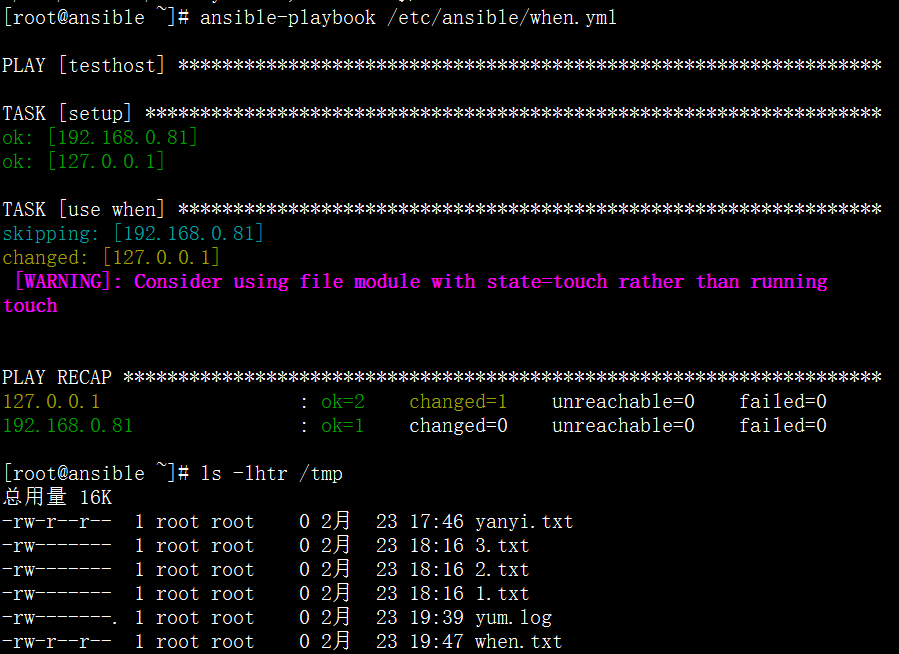 [root@ansible ~]# ansible-playbook /etc/ansible/when.yml
PLAY [testhost] ****************************************************************
TASK [setup] *******************************************************************
ok: [192.168.0.81]
ok: [127.0.0.1]
TASK [use when] ****************************************************************
skipping: [192.168.0.81]
changed: [127.0.0.1]
[WARNING]: Consider using file module with state=touch rather than running
touch
PLAY RECAP *********************************************************************
127.0.0.1 : ok=2 changed=1 unreachable=0 failed=0
192.168.0.81 : ok=1 changed=0 unreachable=0 failed=0
[root@ansible ~]# ls -lhtr /tmp
总用量 16K
-rw-r--r-- 1 root root 0 2月 23 17:46 yanyi.txt
-rw------- 1 root root 0 2月 23 18:16 3.txt
-rw------- 1 root root 0 2月 23 18:16 2.txt
-rw------- 1 root root 0 2月 23 18:16 1.txt
-rw-------. 1 root root 0 2月 23 19:39 yum.log
-rw-r--r-- 1 root root 0 2月 23 19:47 when.txt